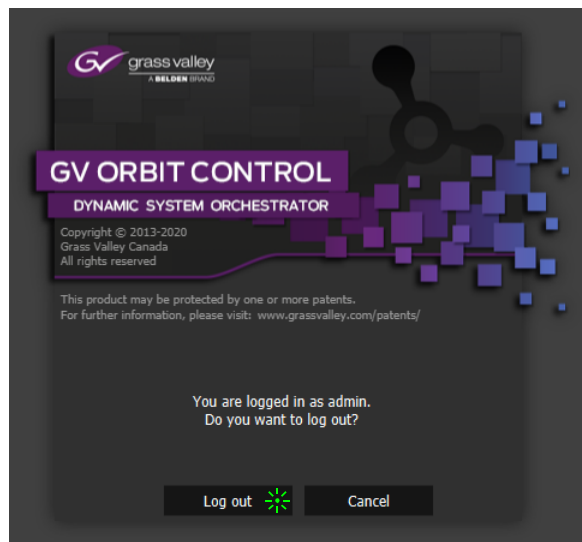 GV grass valley
A BELDEN BRAND
GV ORBIT CONTROL
DYNAMIC SYSTEM ORCHESTRATOR
Copyright © 2013-2020
Grass Valley Canada
All rights reserved
This product may be protected by one or more patents.
For further information, please visit: www.grassvalley.com/patents/
You are logged in as admin.
Do you want to log out?
Log out Cancel